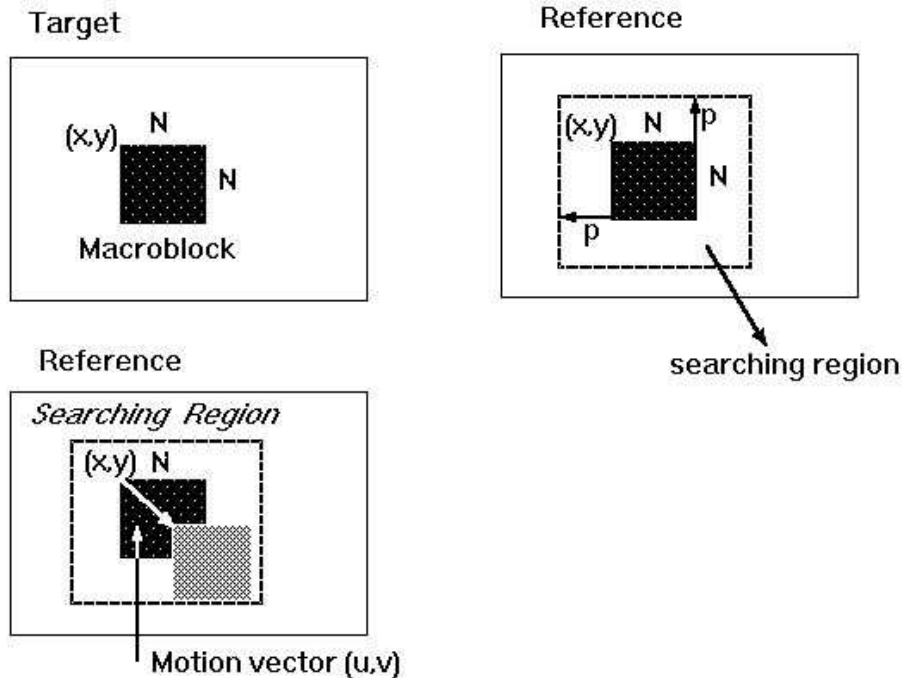 Target
(x,y)
N
N
Macroblock
Reference
(x,y)
N
p
N
p
searching region
Reference
Searching Region
(x,y)
N
Motion vector (u,v)